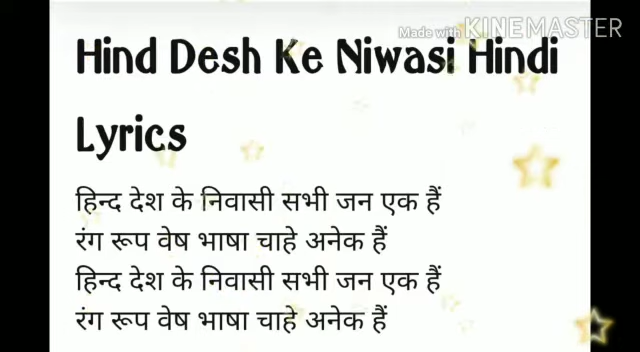 Made with KINEMASTER
Hind Desh Ke Niwasi Hindi
Lyrics
हिन्द देश के निवासी सभी जन एक हैं
रंग रूप वेष भाषा चाहे अनेक हैं
हिन्द देश के निवासी सभी जन एक हैं
रंग रूप वेष भाषा चाहे अनेक हैं